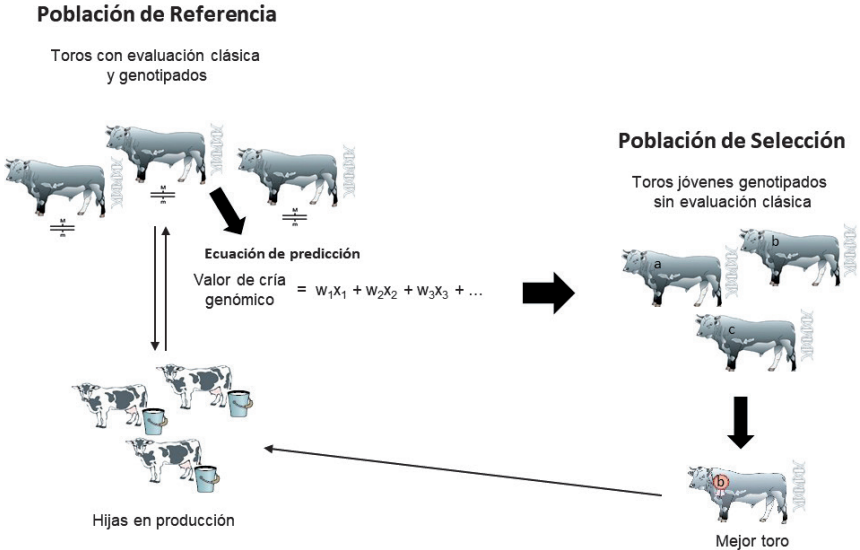 Población de Referencia
Toros con evaluación clásica
y genotipados
M
m
M
m
M
m
Ecuación de predicción
Valor de cría
genómico = w₁x₁ + w₂x₂ + w₃x₃ + ...
Hijas en producción
Población de Selección
Toros jóvenes genotipados
sin evaluación clásica
a
b
c
b
Mejor toro